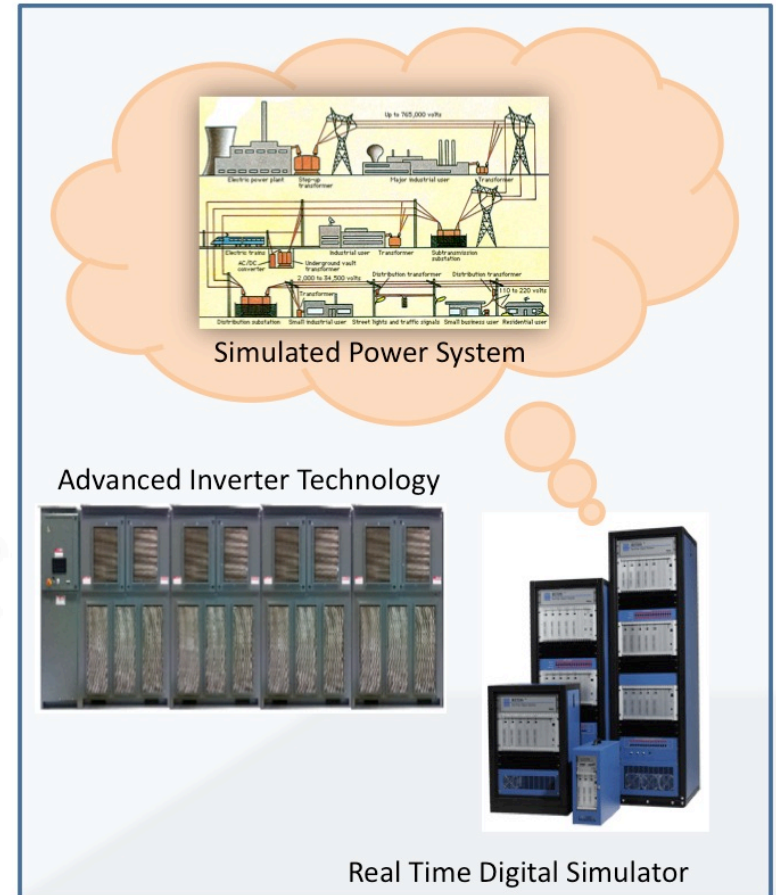 Up to 765,000 volts
Electric power plant
Step-up
transformer
Major industrial user
Transformer
Electric trains
Industrial user
Transformer
Subtransmission
substation
AC/DC
converter
Underground vault
transformer
2,000 to 34,500 volts
Distribution transformer
Distribution transformer
Transformer
110 to 220 volts
Distribution substation
Small industrial user
Street lights and traffic signals
Small business user
Residential user
Simulated Power System
Advanced Inverter Technology
Real Time Digital Simulator